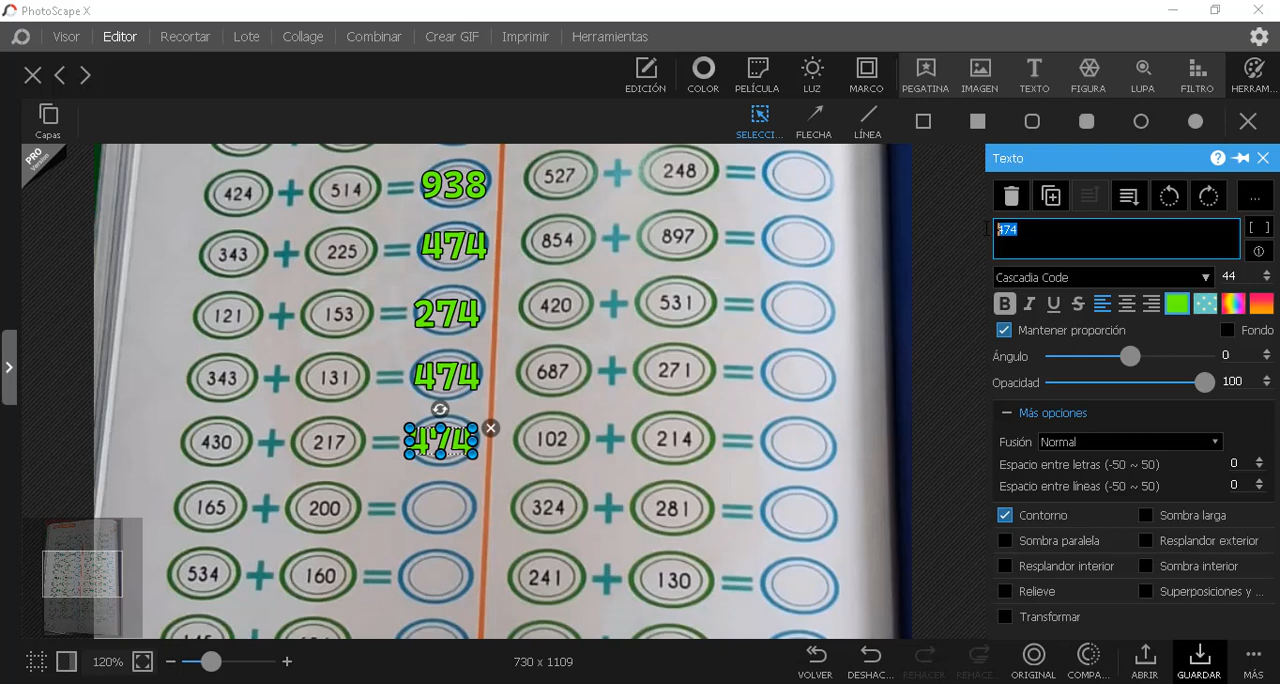 PhotoScape X
Visor Editor Recortar Lote Collage Combinar Crear GIF Imprimir Herramientas
EDICIÓN COLOR PELÍCULA LUZ MARCO PEGATINA IMAGEN TEXTO FIGURA LUPA FILTRO HERRAM...
Capas
SELECCI... FLECHA LÍNEA
PRO
Version
Texto
...
474
[ ]
424 + 514 = 938
527 + 248 =
343 + 225 = 474
854 + 897 =
121 + 153 = 274
420 + 531 =
343 + 131 = 474
687 + 271 =
430 + 217 = 474
102 + 214 =
165 + 200 =
324 + 281 =
534 + 160 =
241 + 130 =
Cascadia Code 44
B I U S
Mantener proporción Fondo
Ángulo 0
Opacidad 100
Más opciones
Fusión Normal
Espacio entre letras (-50 ~ 50) 0
Espacio entre líneas (-50 ~ 50) 0
Contorno Sombra larga
Sombra paralela Resplandor exterior
Resplandor interior Sombra interior
Relieve Superposiciones y ...
Transformar
120% 730 x 1109
VOLVER DESHAC... REHACER REHACE... ORIGINAL COMPA... ABRIR GUARDAR MÁS